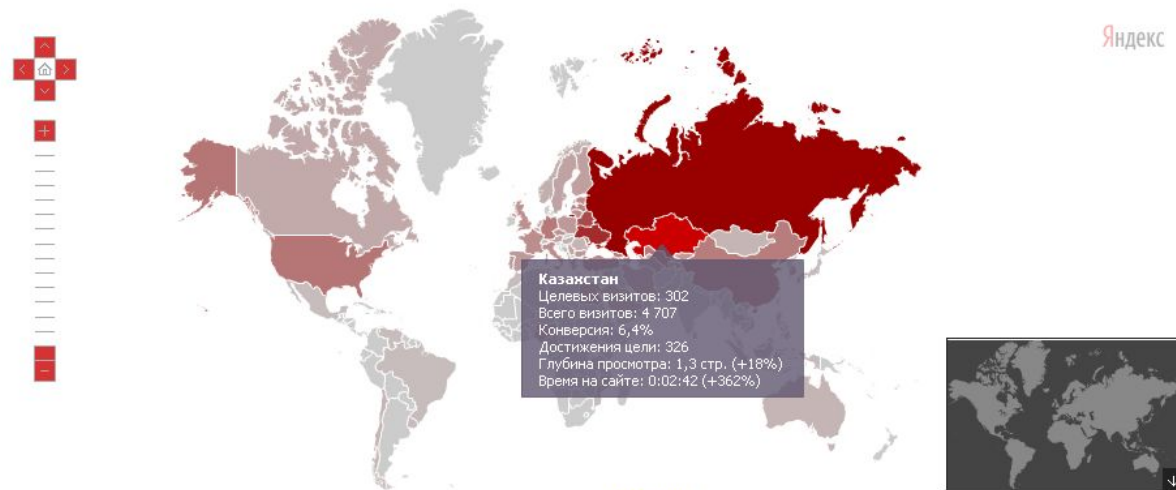 Яндекс
Казахстан
Целевых визитов: 302
Всего визитов: 4 707
Конверсия: 6,4%
Достижения цели: 326
Глубина просмотра: 1,3 стр. (+18%)
Время на сайте: 0:02:42 (+362%)